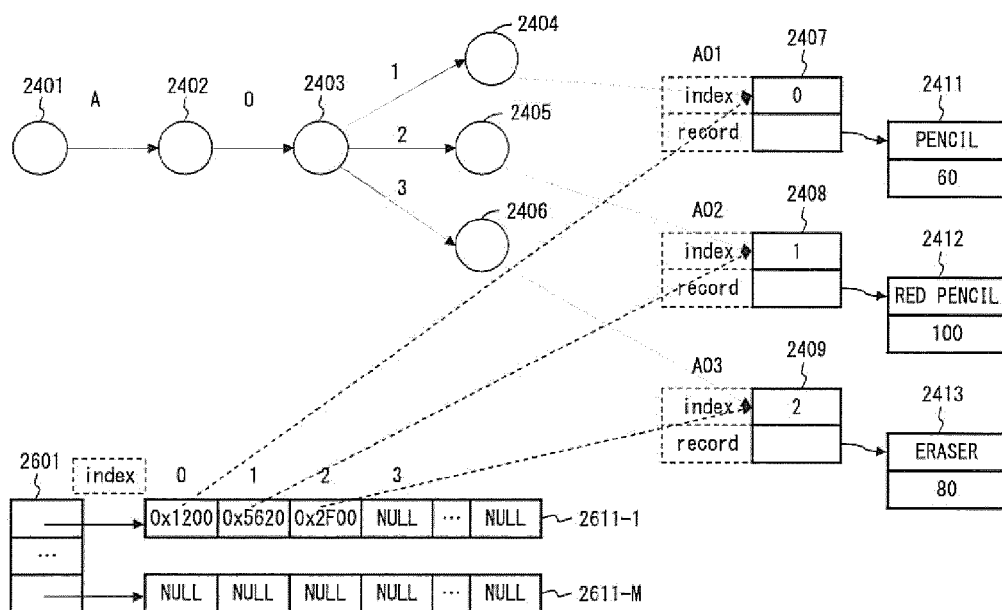 2404
2407
2401 A 2402 0 2403 1 A01
index 0 2411
2405
2 record PENCIL
60
3
2406 2408
A02
index 1 2412
record RED PENCIL
100
2409
A03
index 2 2413
record ERASER
2601 index 0 1 2 3 80
0x1200 0x5620 0x2F00 NULL ... NULL 2611-1
...
NULL NULL NULL NULL ... NULL 2611-M